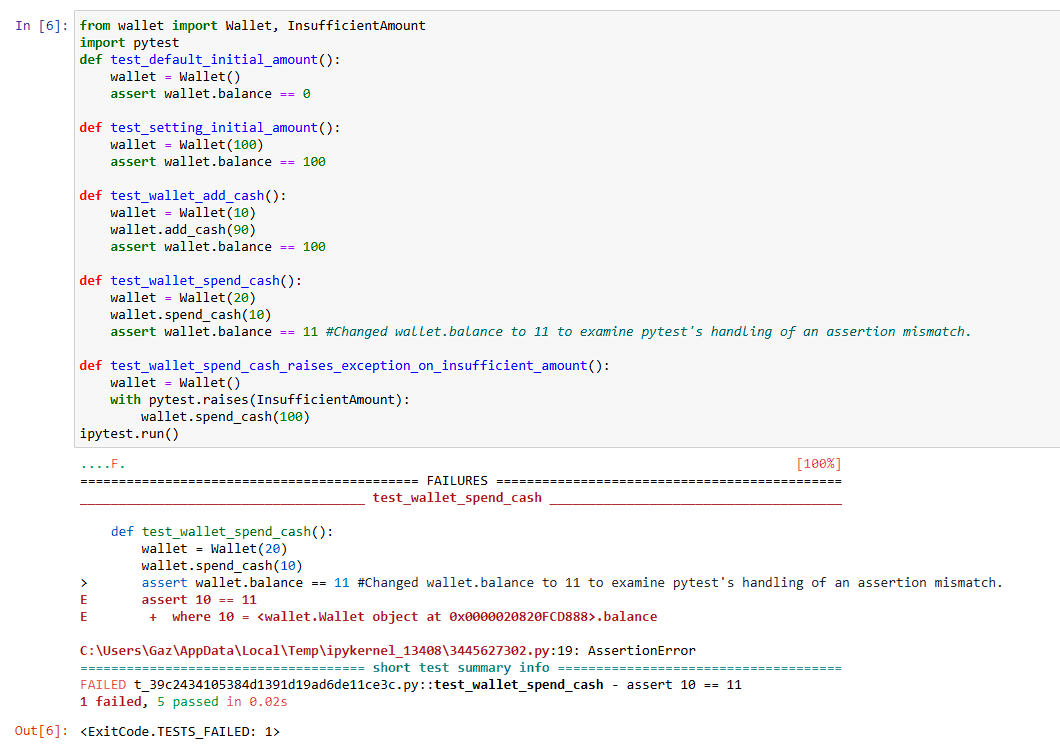 In [6]: from wallet import Wallet, InsufficientAmount
import pytest
def test_default_initial_amount():
    wallet = Wallet()
    assert wallet.balance == 0

def test_setting_initial_amount():
    wallet = Wallet(100)
    assert wallet.balance == 100

def test_wallet_add_cash():
    wallet = Wallet(10)
    wallet.add_cash(90)
    assert wallet.balance == 100

def test_wallet_spend_cash():
    wallet = Wallet(20)
    wallet.spend_cash(10)
    assert wallet.balance == 11 #Changed wallet.balance to 11 to examine pytest's handling of an assertion mismatch.

def test_wallet_spend_cash_raises_exception_on_insufficient_amount():
    wallet = Wallet()
    with pytest.raises(InsufficientAmount):
        wallet.spend_cash(100)
ipytest.run()
....F. [100%]
============================================ FAILURES =============================================
_____________________________________ test_wallet_spend_cash ______________________________________

    def test_wallet_spend_cash():
        wallet = Wallet(20)
        wallet.spend_cash(10)
>       assert wallet.balance == 11 #Changed wallet.balance to 11 to examine pytest's handling of an assertion mismatch.
E       assert 10 == 11
E        +  where 10 = <wallet.Wallet object at 0x0000020820FCD888>.balance

C:\Users\Gaz\AppData\Local\Temp\ipykernel_13408\3445627302.py:19: AssertionError
===================================== short test summary info =====================================
FAILED t_39c2434105384d1391d19ad6de11ce3c.py::test_wallet_spend_cash - assert 10 == 11
1 failed, 5 passed in 0.02s
Out[6]: <ExitCode.TESTS_FAILED: 1>